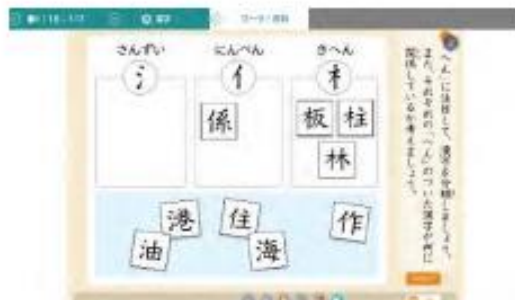 「へん」に注目して、漢字を分類しましょう。
また、それぞれの「へん」のついた漢字が何に
関係しているか考えましょう。
きへん
木
板 柱
林
にんべん
亻
係
さんずい
氵
港 住 作
油 海